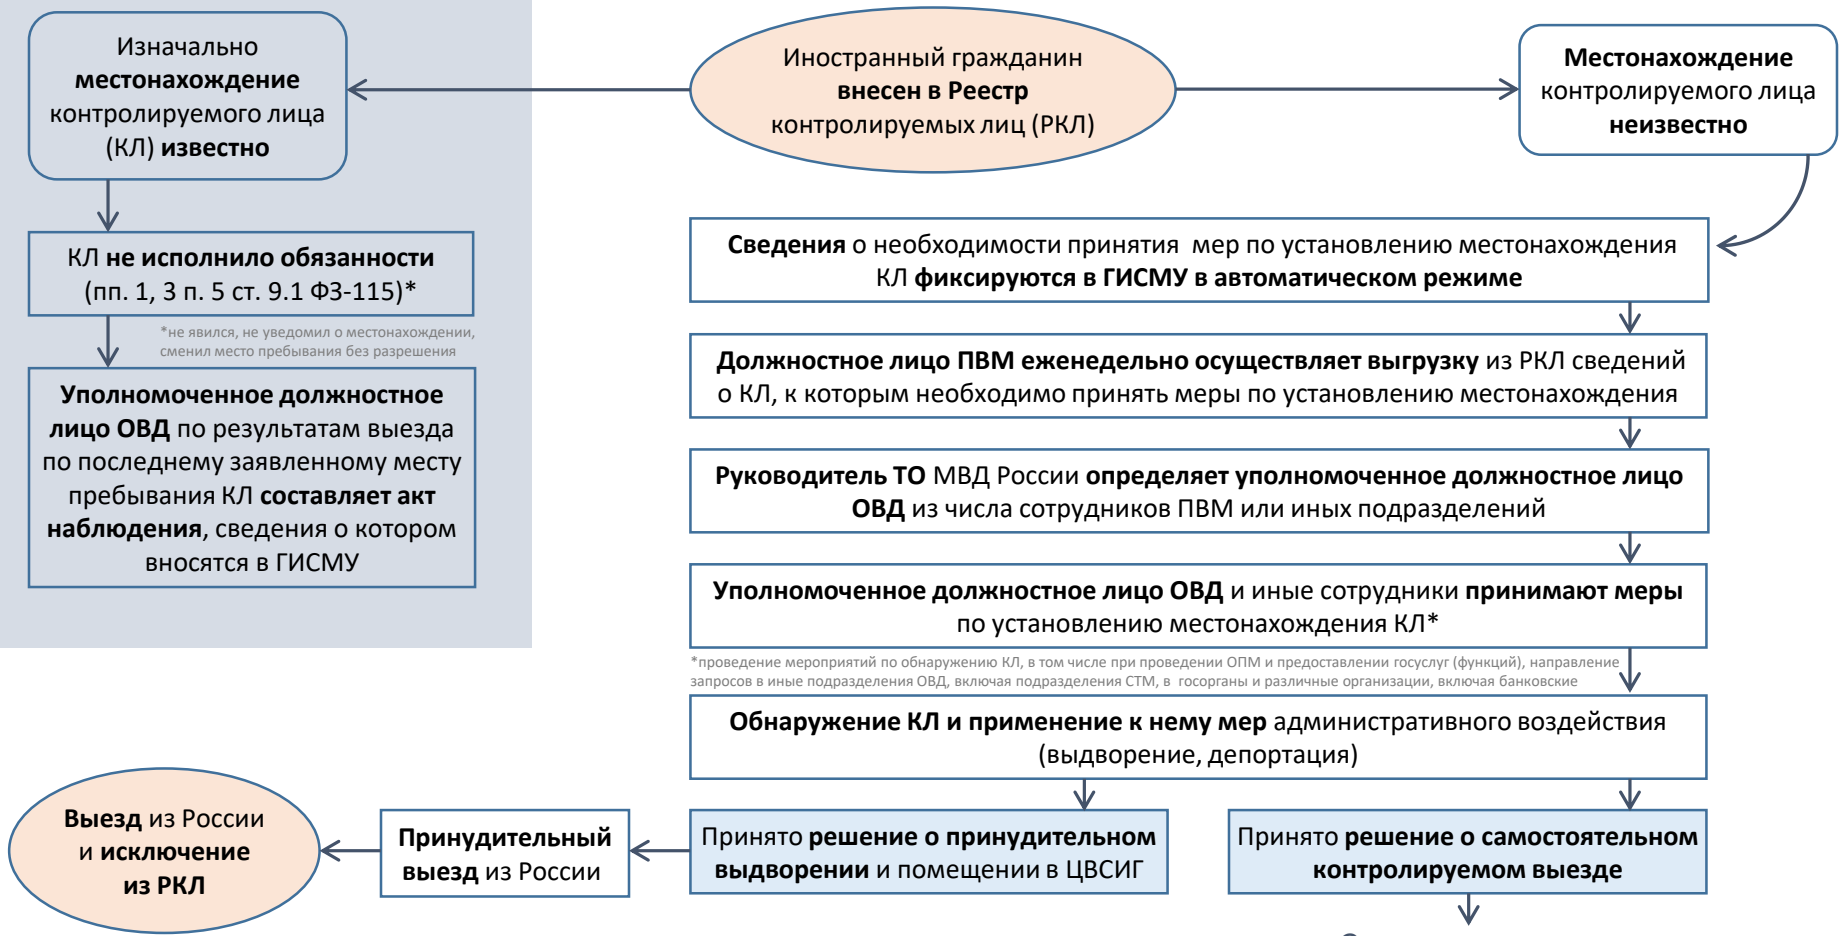 Изначально
местонахождение
контролируемого лица
(КЛ) известно
Иностранный гражданин
внесен в Реестр
контролируемых лиц (РКЛ)
Местонахождение
контролируемого лица
неизвестно
КЛ не исполнило обязанности
(пп. 1, 3 п. 5 ст. 9.1 ФЗ-115)*
*не явился, не уведомил о местонахождении,
сменил место пребывания без разрешения
Уполномоченное должностное
лицо ОВД по результатам выезда
по последнему заявленному месту
пребывания КЛ составляет акт
наблюдения, сведения о котором
вносятся в ГИСМУ
Сведения о необходимости принятия мер по установлению местонахождения
КЛ фиксируются в ГИСМУ в автоматическом режиме
Должностное лицо ПВМ еженедельно осуществляет выгрузку из РКЛ сведений
о КЛ, к которым необходимо принять меры по установлению местонахождения
Руководитель ТО МВД России определяет уполномоченное должностное лицо
ОВД из числа сотрудников ПВМ или иных подразделений
Уполномоченное должностное лицо ОВД и иные сотрудники принимают меры
по установлению местонахождения КЛ*
*проведение мероприятий по обнаружению КЛ, в том числе при проведении ОПМ и предоставлении госуслуг (функций), направление
запросов в иные подразделения ОВД, включая подразделения СТМ, в госорганы и различные организации, включая банковские
Обнаружение КЛ и применение к нему мер административного воздействия
(выдворение, депортация)
Выезд из России
и исключение
из РКЛ
Принудительный
выезд из России
Принято решение о принудительном
выдворении и помещении в ЦВСИГ
Принято решение о самостоятельном
контролируемом выезде